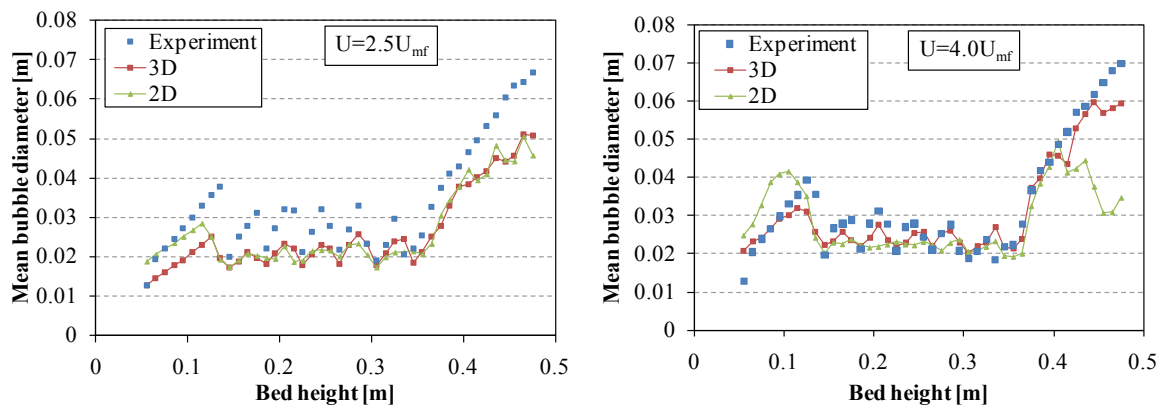 0.08
0.07
0.06
0.05
0.04
0.03
0.02
0.01
0
Mean bubble diameter [m]
Experiment
3D
2D
U=2.5Umf
0 0.1 0.2 0.3 0.4 0.5
Bed height [m]
0.08
0.07
0.06
0.05
0.04
0.03
0.02
0.01
0
Mean bubble diameter [m]
Experiment
3D
2D
U=4.0Umf
0 0.1 0.2 0.3 0.4 0.5
Bed height [m]